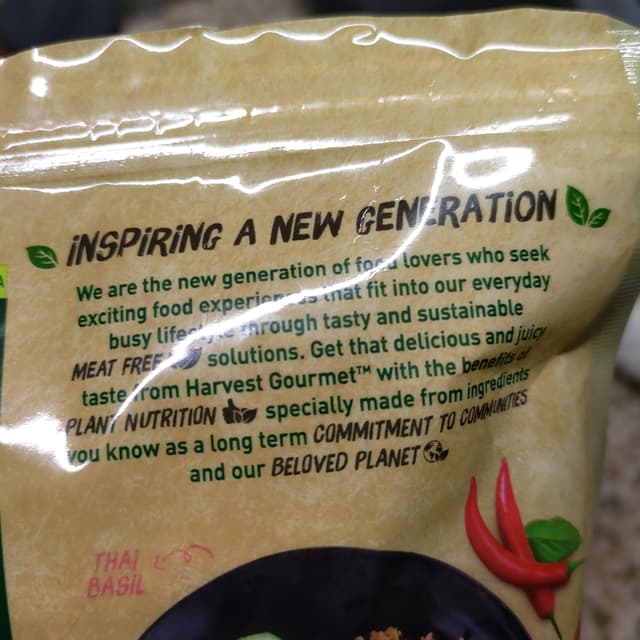 INSPIRING A NEW GENERATION
We are the new generation of food lovers who seek
exciting food experiences that fit into our everyday
busy lifestyle through tasty and sustainable
MEAT FREE solutions. Get that delicious and juicy
taste from Harvest Gourmet™ with the benefits of
PLANT NUTRITION specially made from ingredients
you know as a long term COMMITMENT TO COMMUNITIES
and our BELOVED PLANET
THAI
BASIL